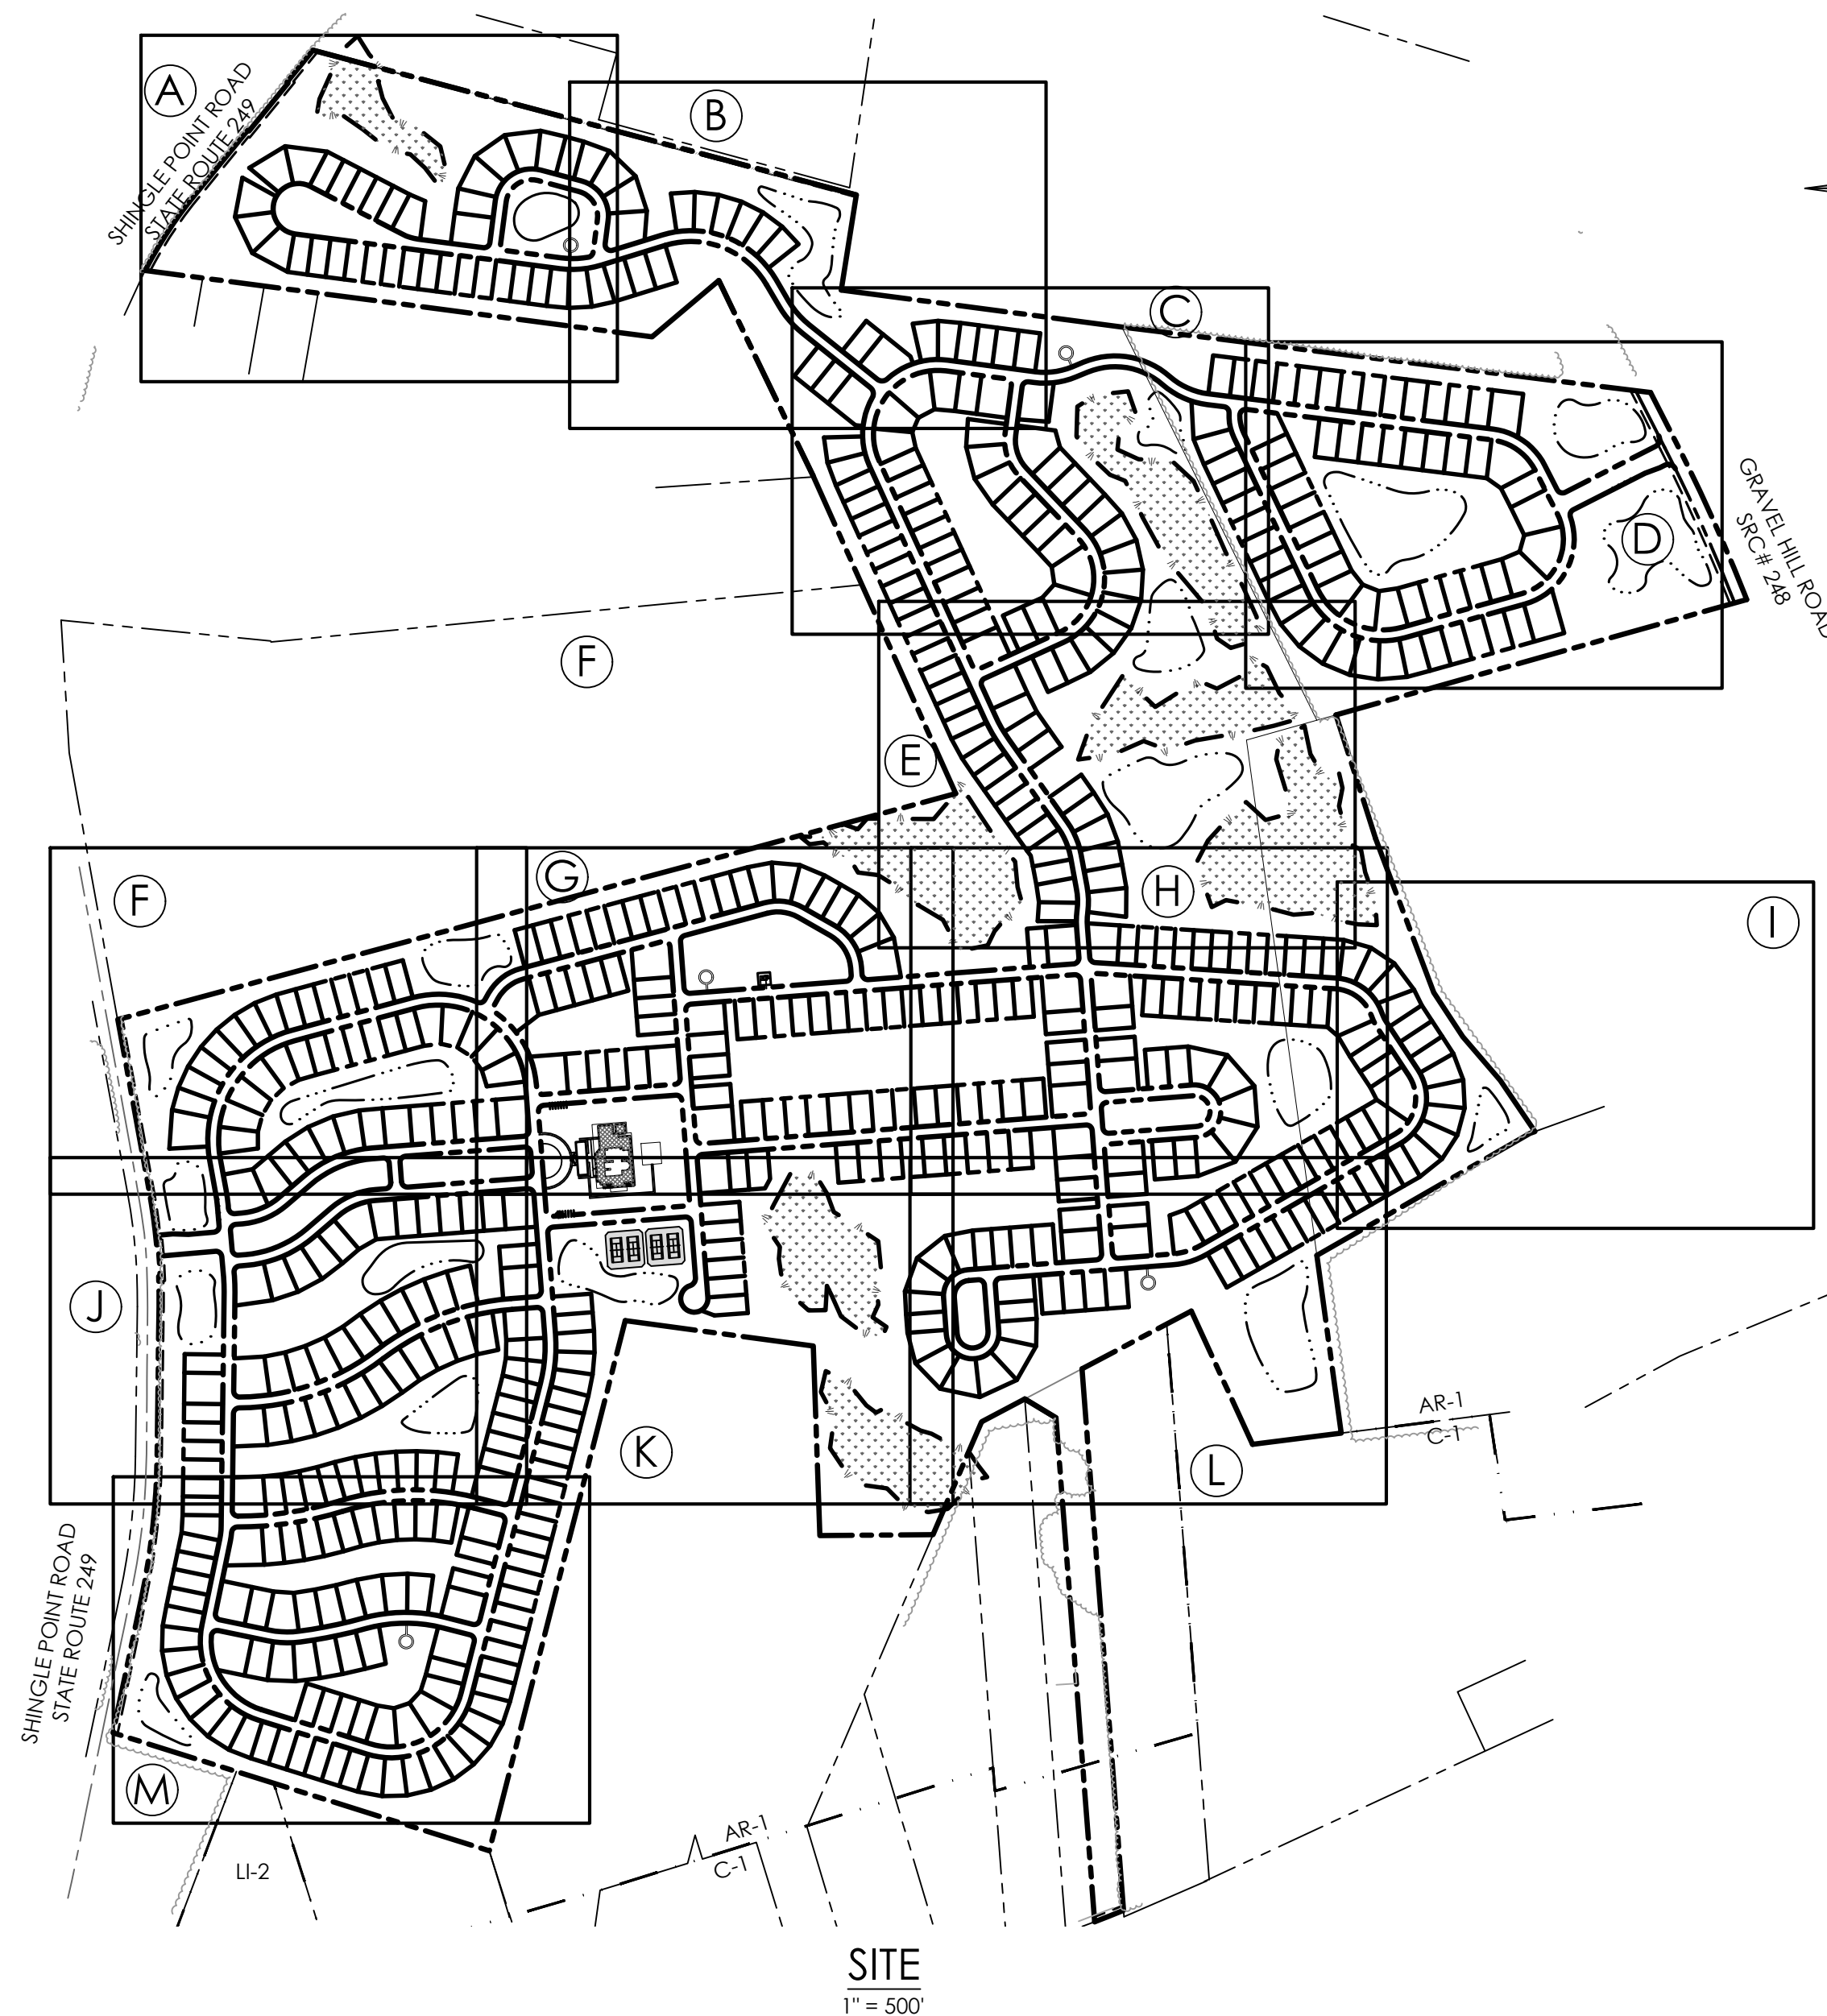 A
SHINGLE POINT ROAD
STATE ROUTE 249
B
C
D
GRAVEL HILL ROAD
SRC# 248
F
E
F
G
H
I
J
K
L
AR-1
C-1
SHINGLE POINT ROAD
STATE ROUTE 249
M
LI-2
AR-1
C-1
SITE
1" = 500'